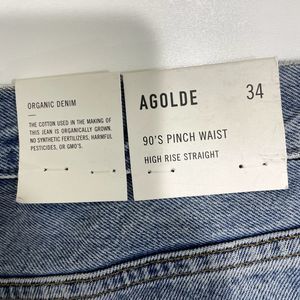 ORGANIC DENIM
THE COTTON USED IN THE MAKING OF
THIS JEAN IS ORGANICALLY GROWN.
NO SYNTHETIC FERTILIZERS, HARMFUL
PESTICIDES, OR GMO'S.
AGOLDE 34
90'S PINCH WAIST
HIGH RISE STRAIGHT